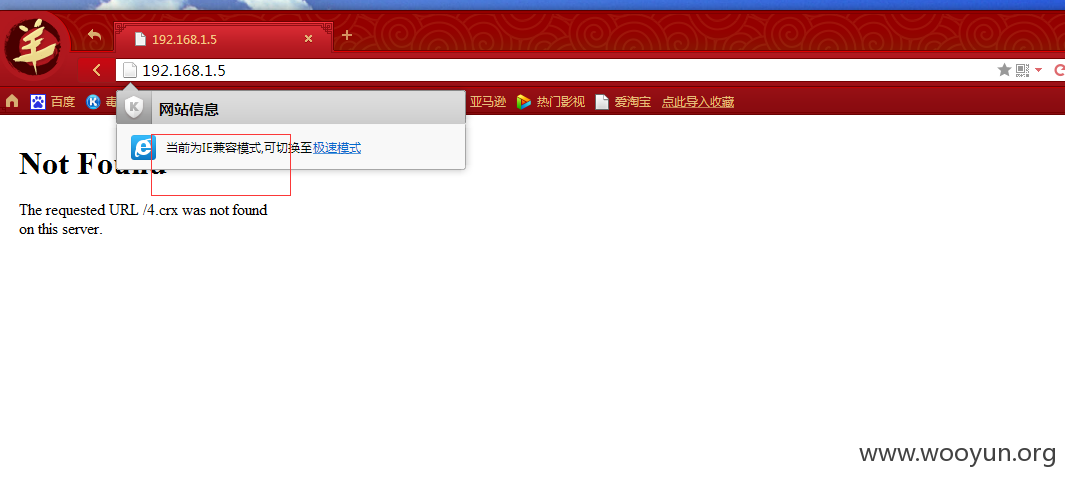 羊
192.168.1.5
192.168.1.5
百度
毒
亚马逊
热门影视
爱淘宝
点此导入收藏
K
网站信息
当前为IE兼容模式,可切换至极速模式
Not Found
The requested URL /4.crx was not found
on this server.
www.wooyun.org